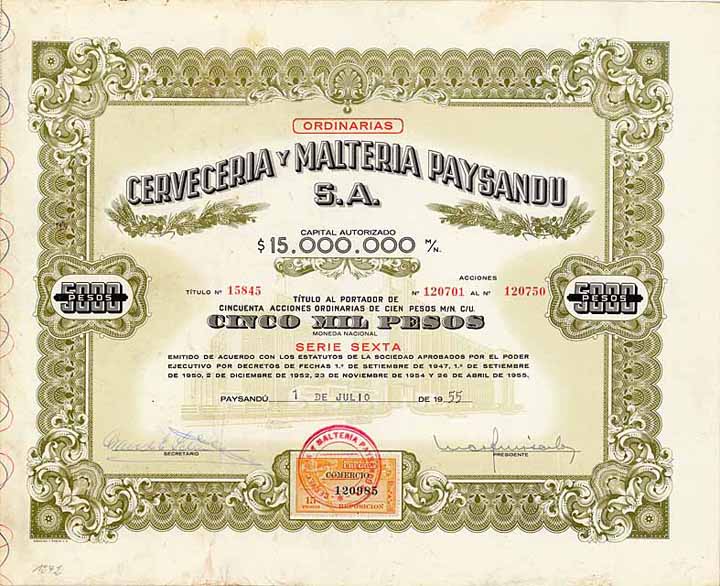 ORDINARIAS
CERVECERIA Y MALTERIA PAYSANDU
S.A.
CAPITAL AUTORIZADO
$ 15.000.000 M/N.
ACCIONES
TÍTULO Nº 15845
Nº 120701 AL Nº 120750
5000
PESOS
5000
PESOS
TÍTULO AL PORTADOR DE
CINCUENTA ACCIONES ORDINARIAS DE CIEN PESOS M/N. C/U.
CINCO MIL PESOS
MONEDA NACIONAL
SERIE SEXTA
EMITIDO DE ACUERDO CON LOS ESTATUTOS DE LA SOCIEDAD APROBADOS POR EL PODER
EJECUTIVO POR DECRETOS DE FECHAS 1.º DE SETIEMBRE DE 1947, 1.º DE SETIEMBRE
DE 1950, 2 DE DICIEMBRE DE 1952, 23 DE NOVIEMBRE DE 1954 Y 26 DE ABRIL DE 1955.
PAYSANDÚ, 1 DE JULIO DE 1955
SECRETARIO
PRESIDENTE
Y MALTERIA PAYSANDU
COMERCIO
120985
15
REPOSICION